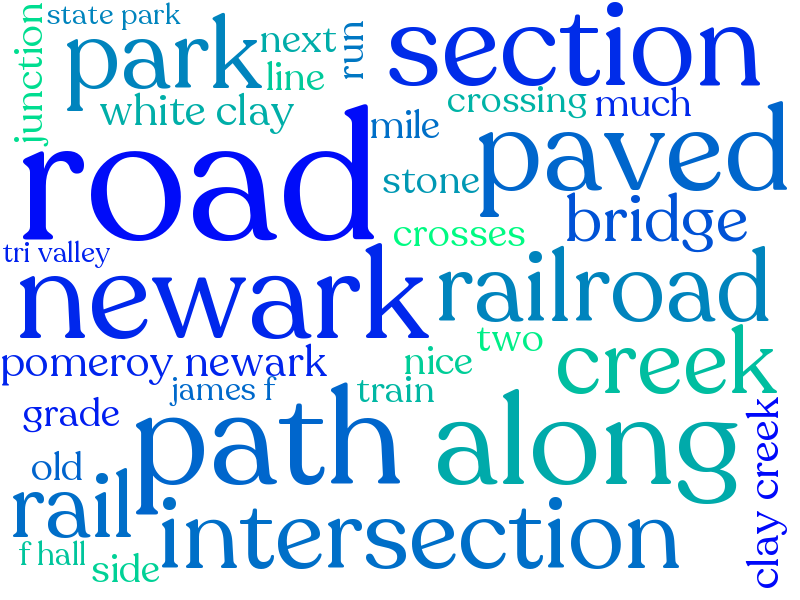 state park
junction
park
next
run
section
line
white clay
crossing
much
mile
road
paved
stone
bridge
crosses
tri valley
newark
railroad
two
pomeroy newark
nice
creek
james f
train
grade
path
along
clay creek
old
rail
intersection
f hall
side